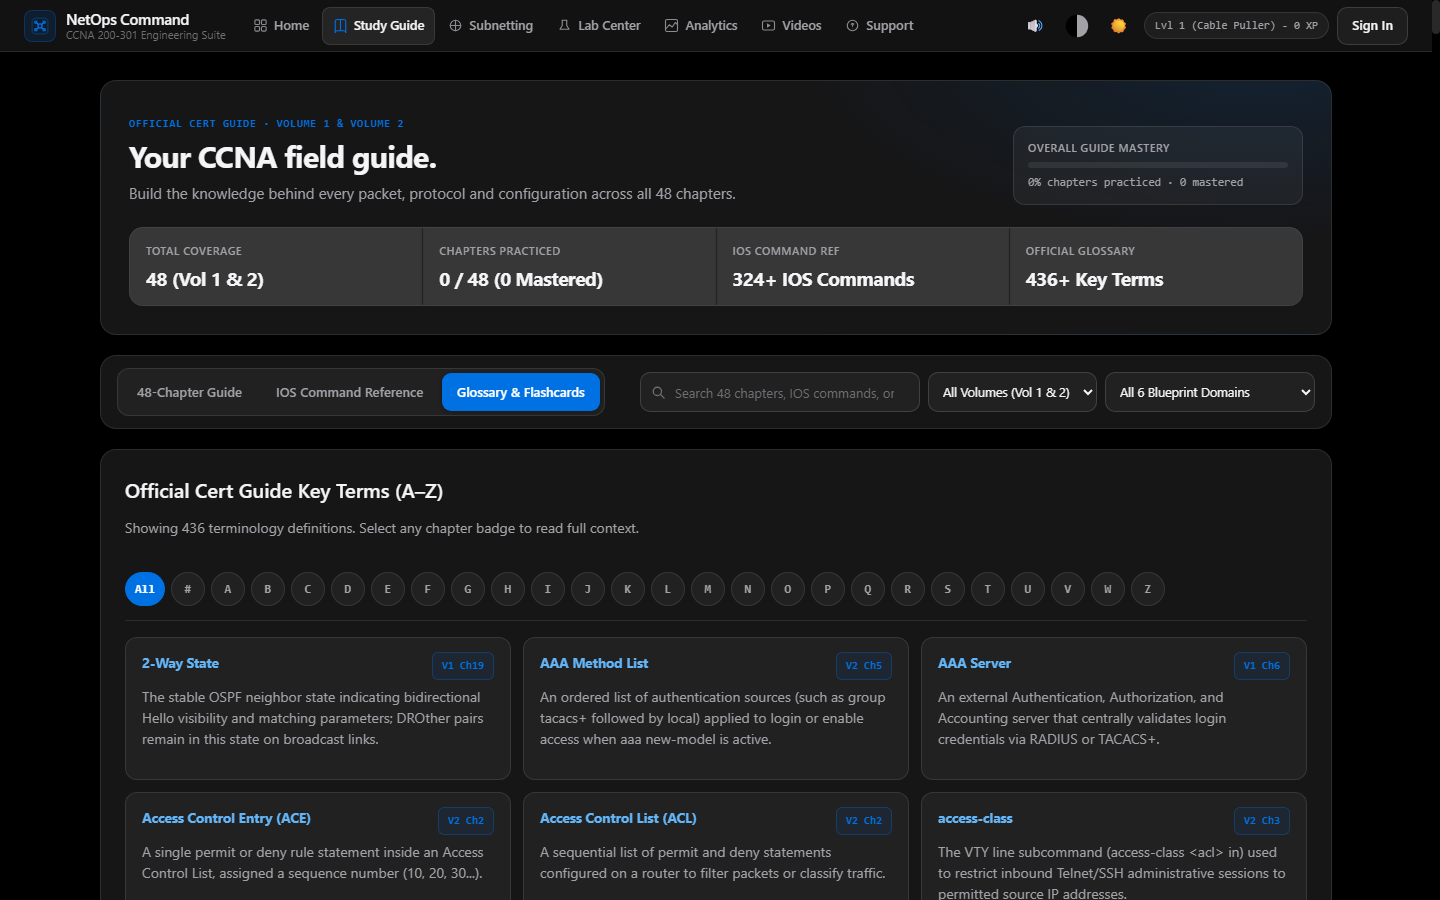 NetOps Command
CCNA 200-301 Engineering Suite
Home
Study Guide
Subnetting
Lab Center
Analytics
Videos
Support
Lvl 1 (Cable Puller) - 0 XP
Sign In
OFFICIAL CERT GUIDE · VOLUME 1 & VOLUME 2
Your CCNA field guide.
Build the knowledge behind every packet, protocol and configuration across all 48 chapters.
OVERALL GUIDE MASTERY
0% chapters practiced · 0 mastered
TOTAL COVERAGE
48 (Vol 1 & 2)
CHAPTERS PRACTICED
0 / 48 (0 Mastered)
IOS COMMAND REF
324+ IOS Commands
OFFICIAL GLOSSARY
436+ Key Terms
48-Chapter Guide
IOS Command Reference
Glossary & Flashcards
Search 48 chapters, IOS commands, or
All Volumes (Vol 1 & 2)
All 6 Blueprint Domains
Official Cert Guide Key Terms (A–Z)
Showing 436 terminology definitions. Select any chapter badge to read full context.
All # A B C D E F G H I J K L M N O P Q R S T U V W Z
2-Way State
V1 Ch19
The stable OSPF neighbor state indicating bidirectional
Hello visibility and matching parameters; DROther pairs
remain in this state on broadcast links.
AAA Method List
V2 Ch5
An ordered list of authentication sources (such as group
tacacs+ followed by local) applied to login or enable
access when aaa new-model is active.
AAA Server
V1 Ch6
An external Authentication, Authorization, and
Accounting server that centrally validates login
credentials via RADIUS or TACACS+.
Access Control Entry (ACE)
V2 Ch2
A single permit or deny rule statement inside an Access
Control List, assigned a sequence number (10, 20, 30...).
Access Control List (ACL)
V2 Ch2
A sequential list of permit and deny statements
configured on a router to filter packets or classify traffic.
access-class
V2 Ch3
The VTY line subcommand (access-class <acl> in) used
to restrict inbound Telnet/SSH administrative sessions to
permitted source IP addresses.